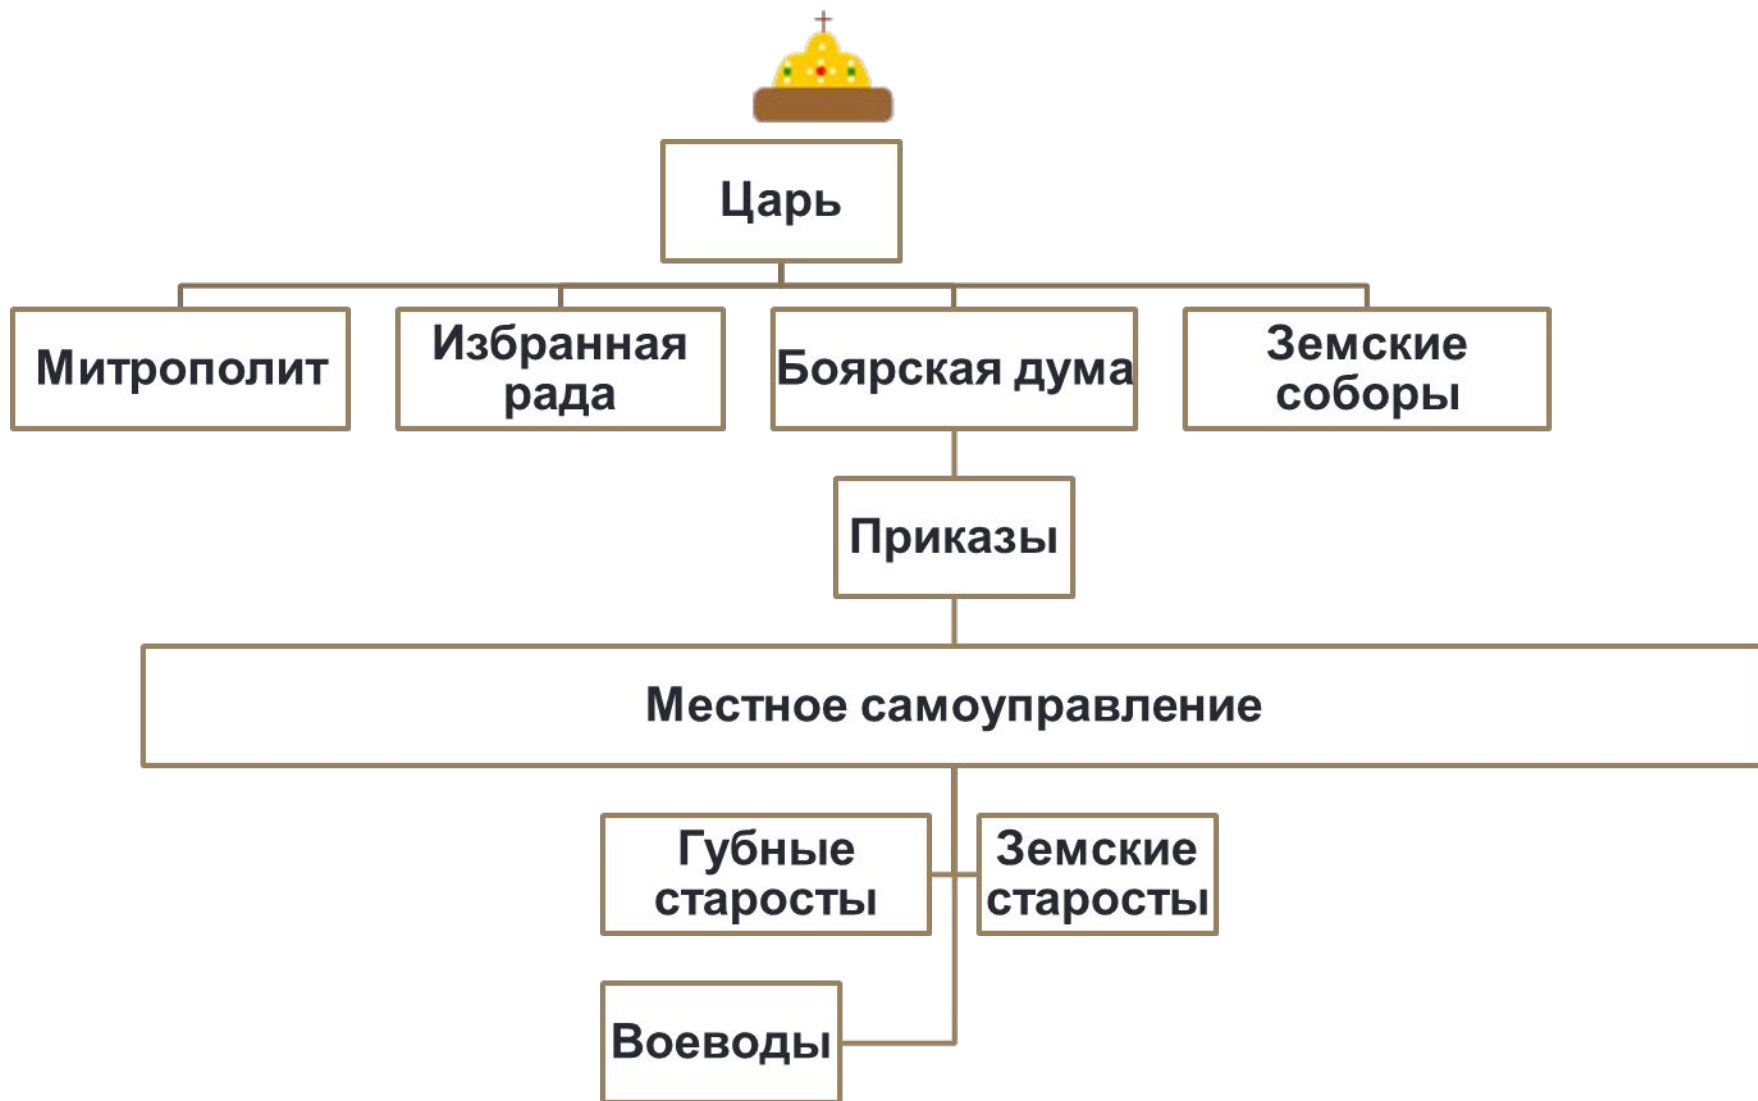 Царь
Митрополит
Избранная
рада
Боярская дума
Земские
соборы
Приказы
Местное самоуправление
Губные
старосты
Земские
старосты
Воеводы